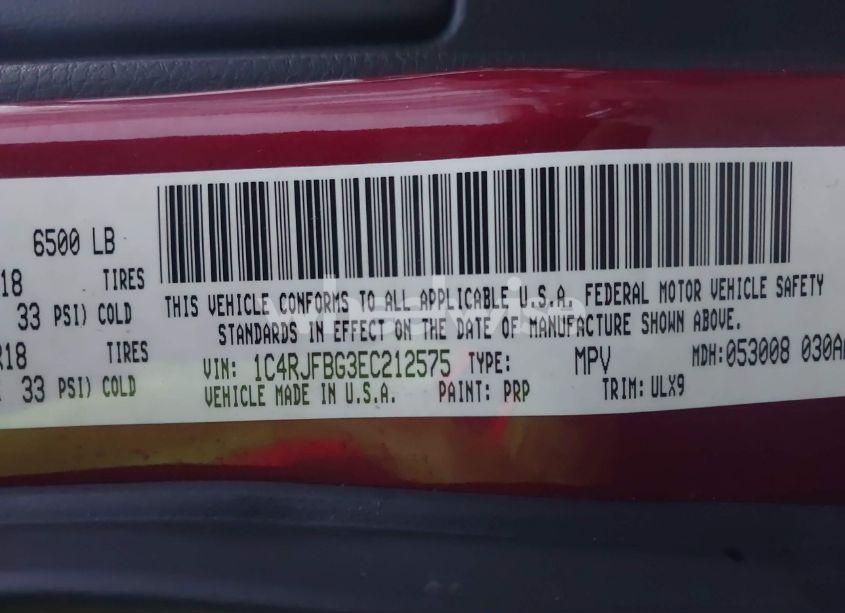 6500 LB
18 TIRES
33 PSI) COLD
R18 TIRES
33 PSI) COLD
THIS VEHICLE CONFORMS TO ALL APPLICABLE U.S.A. FEDERAL MOTOR VEHICLE SAFETY
STANDARDS IN EFFECT ON THE DATE OF MANUFACTURE SHOWN ABOVE.
VIN: 1C4RJFBG3EC212575 TYPE: MPV MDH: 053008 030A
VEHICLE MADE IN U.S.A. PAINT: PRP TRIM: ULX9
wheelwise